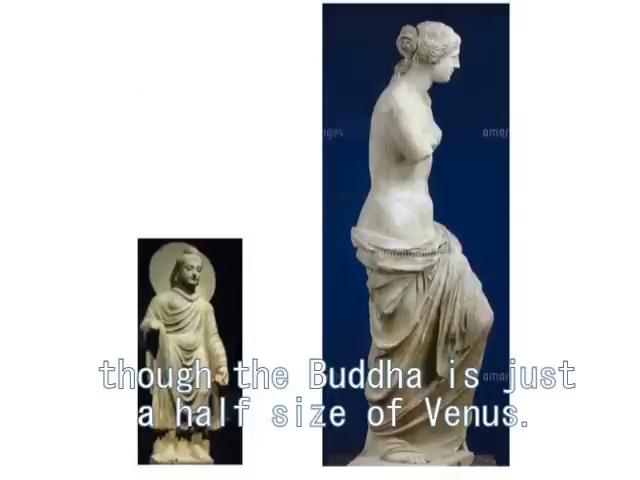 though the Buddha is just
a half size of Venus.